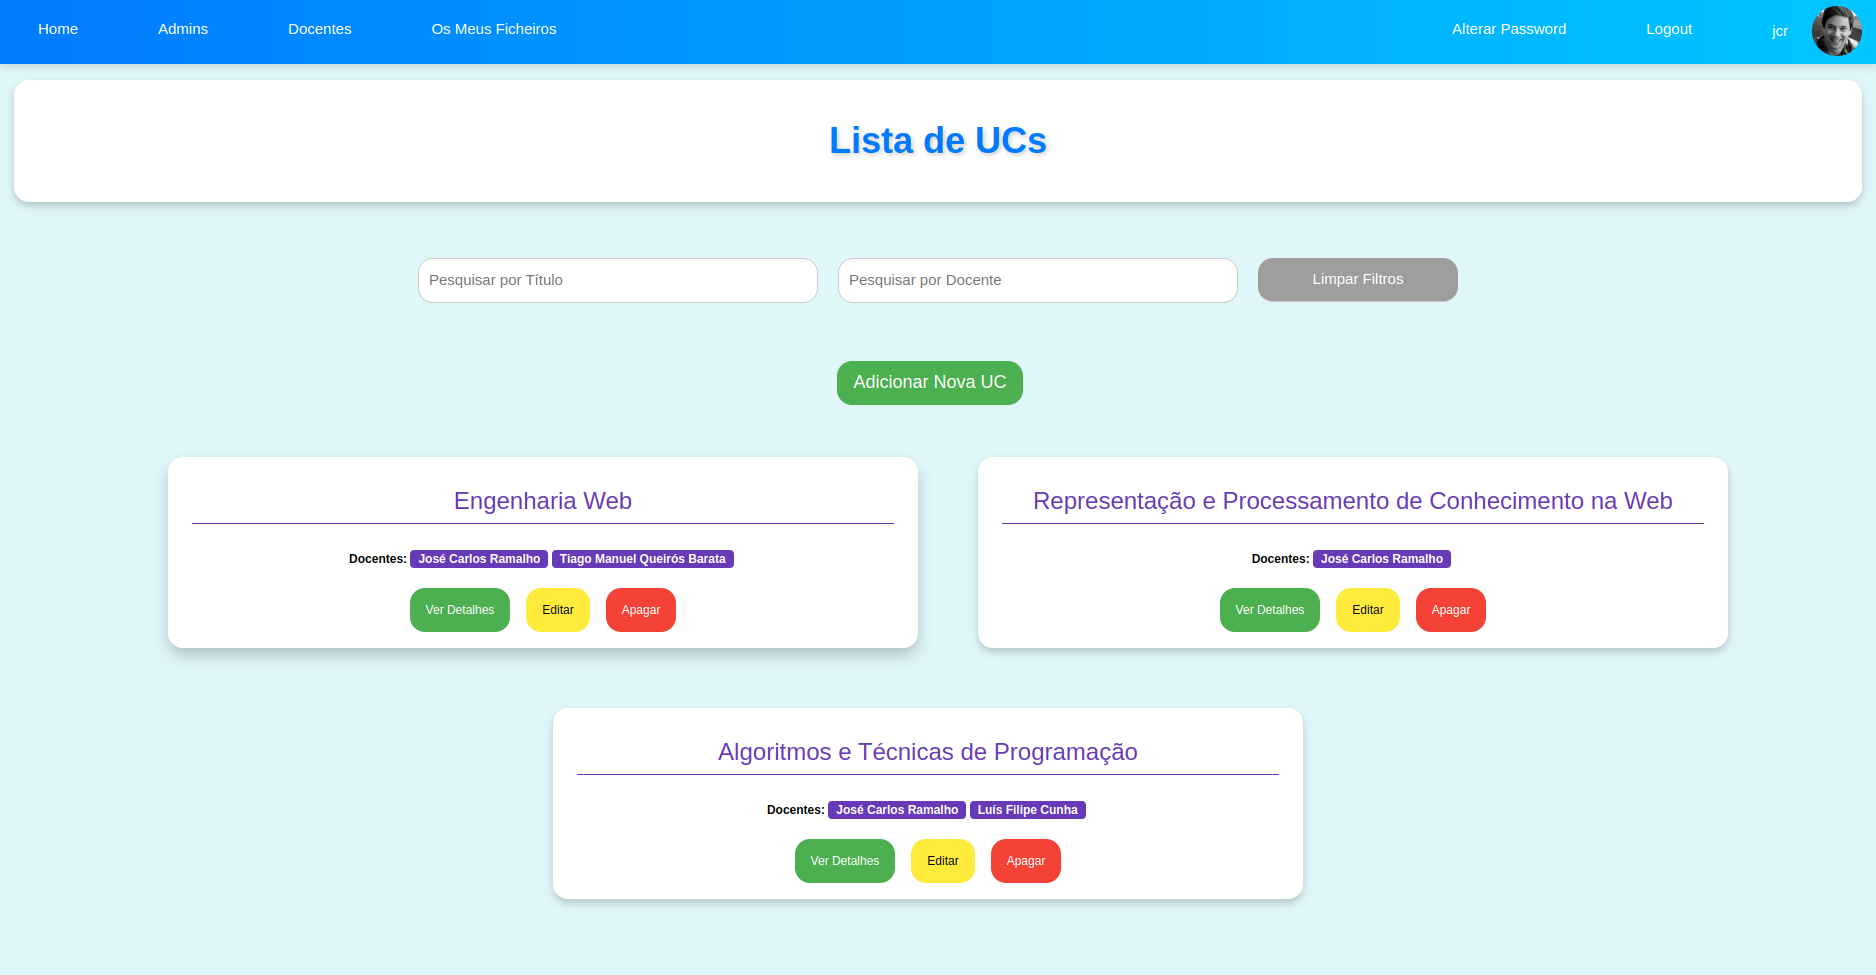 Home Admins Docentes Os Meus Ficheiros Alterar Password Logout jcr
Lista de UCs
Pesquisar por Título Pesquisar por Docente Limpar Filtros
Adicionar Nova UC
Engenharia Web
Docentes: José Carlos Ramalho Tiago Manuel Queirós Barata
Ver Detalhes Editar Apagar
Representação e Processamento de Conhecimento na Web
Docentes: José Carlos Ramalho
Ver Detalhes Editar Apagar
Algoritmos e Técnicas de Programação
Docentes: José Carlos Ramalho Luís Filipe Cunha
Ver Detalhes Editar Apagar